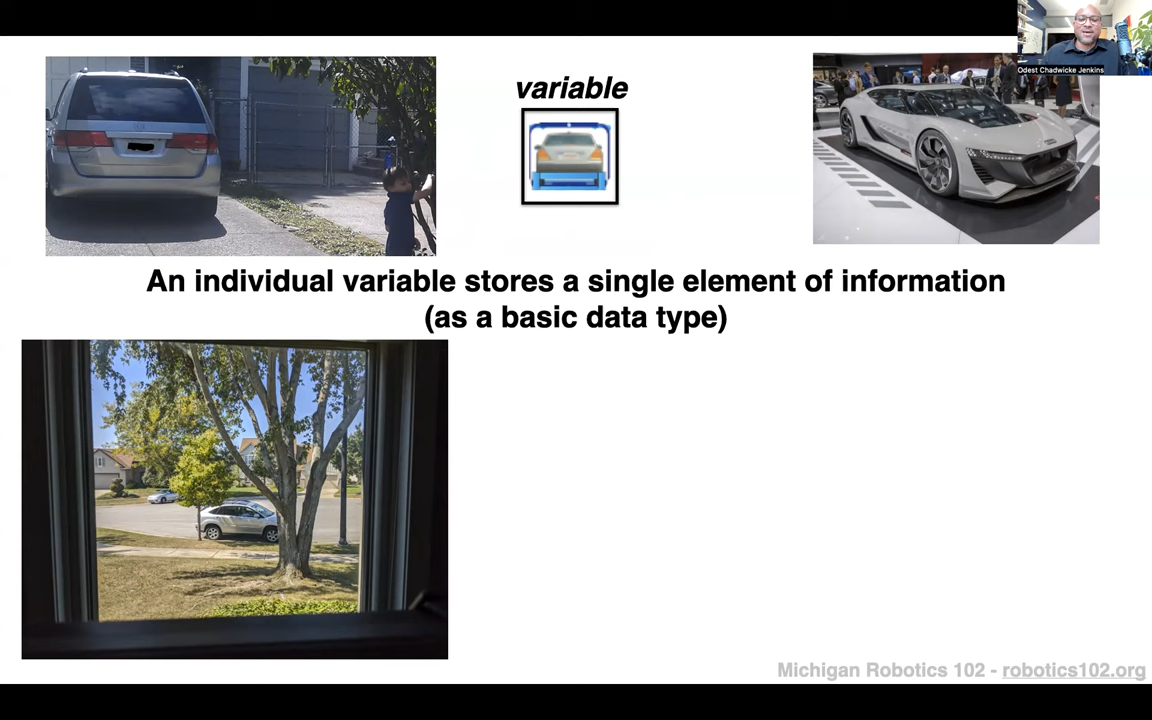 Odest Chadwicke Jenkins
variable
An individual variable stores a single element of information
(as a basic data type)
Michigan Robotics 102 - robotics102.org